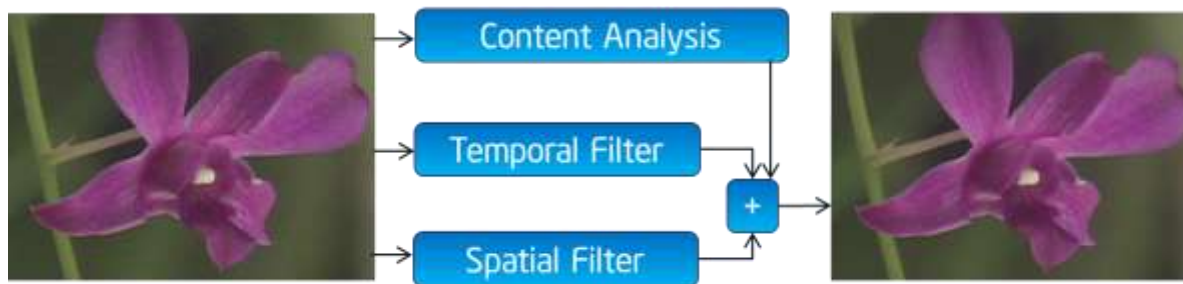 Content Analysis
Temporal Filter
+
Spatial Filter